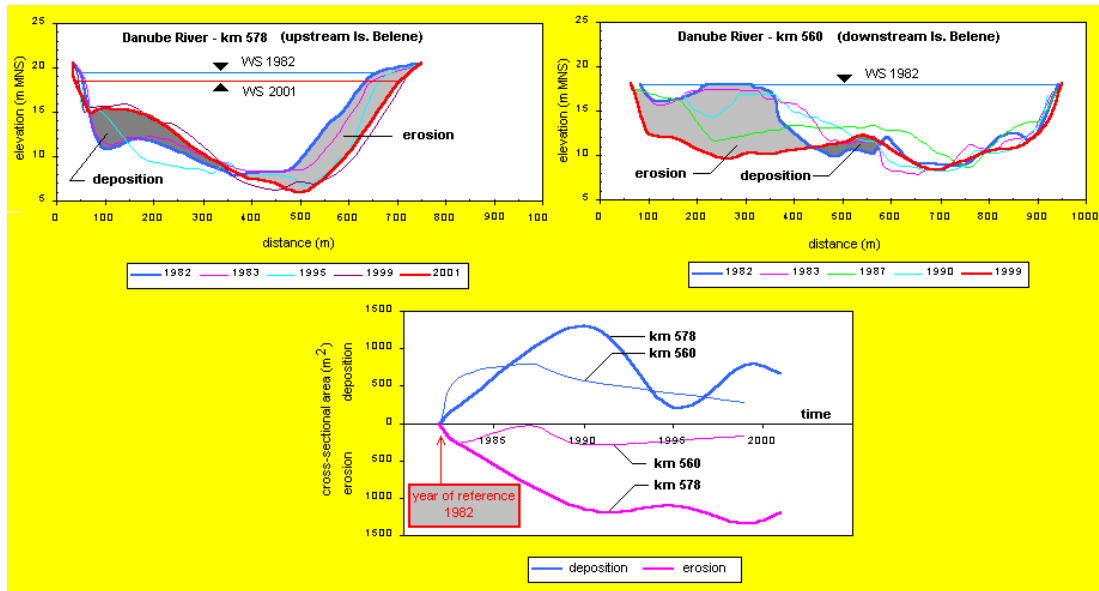 Danube River - km 578 (upstream Is. Belene)
WS 1982
WS 2001
erosion
deposition
elevation (m MNS)
25
20
15
10
5
0 100 200 300 400 500 600 700 800 900 1000
distance (m)
1982 1983 1995 1999 2001
Danube River - km 560 (downstream Is. Belene)
WS 1982
erosion
deposition
elevation (m MNS)
25
20
15
10
5
0 100 200 300 400 500 600 700 800 900 1000
distance (m)
1982 1983 1987 1990 1999
cross-sectional area (m²)
erosion deposition
1500
1000
500
0
500
1000
1500
km 578
km 560
time
1985 1990 1995 2000
km 560
km 578
year of reference
1982
deposition erosion